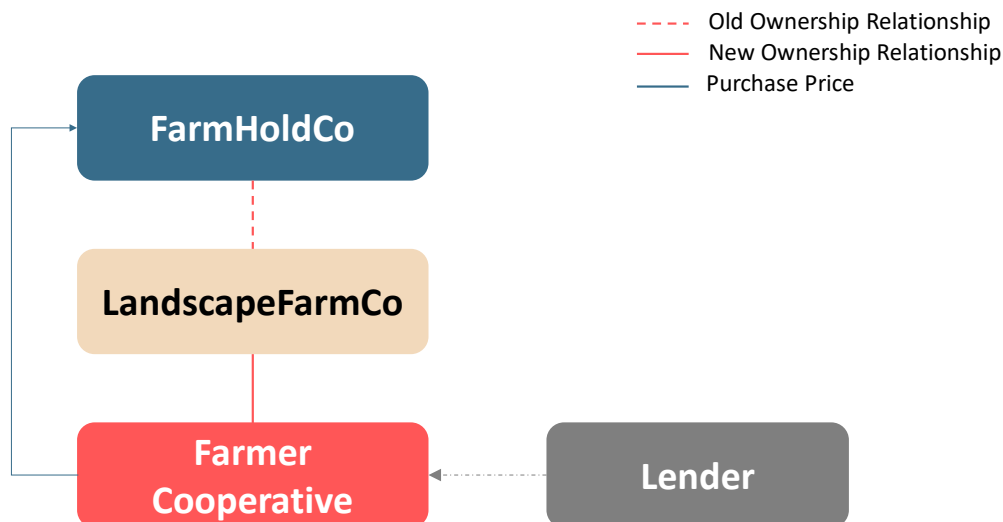 Old Ownership Relationship
New Ownership Relationship
Purchase Price
FarmHoldCo
LandscapeFarmCo
Farmer
Cooperative
Lender